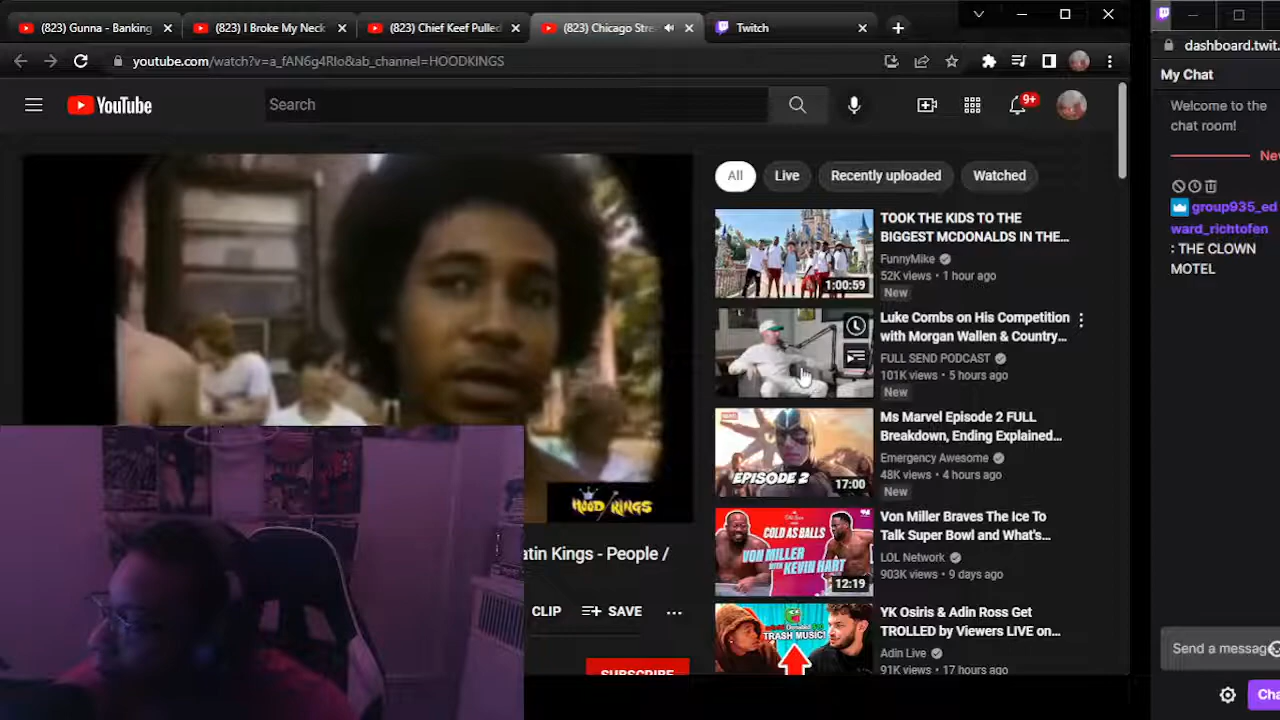 (823) Gunna - Banking
(823) I Broke My Neck
(823) Chief Keef Pulled
(823) Chicago Stre
Twitch
youtube.com/watch?v=a_fAN6g4RIo&ab_channel=HOODKINGS
dashboard.twit
YouTube
Search
9+
My Chat
Welcome to the
chat room!
New
All
Live
Recently uploaded
Watched
group935_ed
ward_richtofen
: THE CLOWN
MOTEL
TOOK THE KIDS TO THE
BIGGEST MCDONALDS IN THE...
FunnyMike
52K views • 1 hour ago
New
1:00:59
Luke Combs on His Competition
with Morgan Wallen & Country...
FULL SEND PODCAST
101K views • 5 hours ago
New
Ms Marvel Episode 2 FULL
Breakdown, Ending Explained...
Emergency Awesome
48K views • 4 hours ago
New
EPISODE 2
17:00
HOOD KINGS
Von Miller Braves The Ice To
Talk Super Bowl and What's...
LOL Network
903K views • 9 days ago
COLD AS BALLS
VON MILLER
WITH KEVIN HART
12:19
atin Kings - People /
CLIP
SAVE
YK Osiris & Adin Ross Get
TROLLED by Viewers LIVE on...
Adin Live
91K views • 17 hours ago
TRASH MUSIC!
SUBSCRIBE
Send a message
Cha